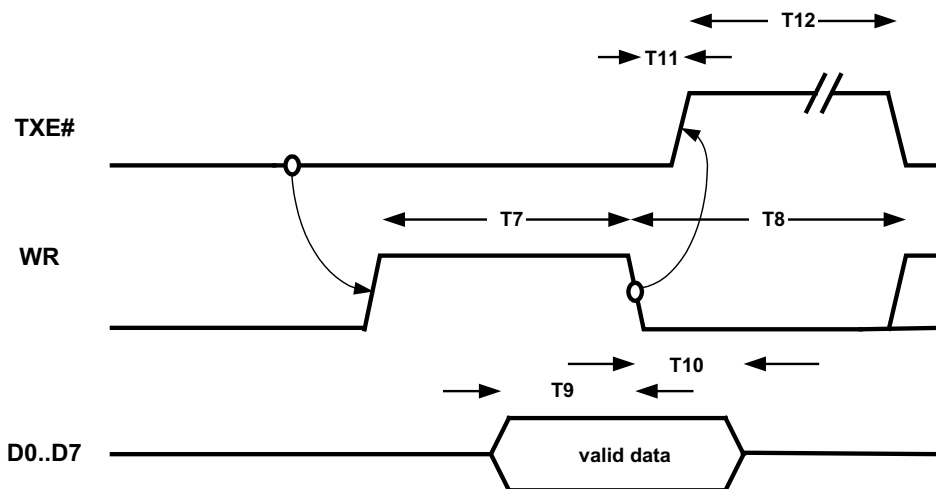 T12
T11
TXE#
T7
T8
WR
T10
T9
D0..D7
valid data